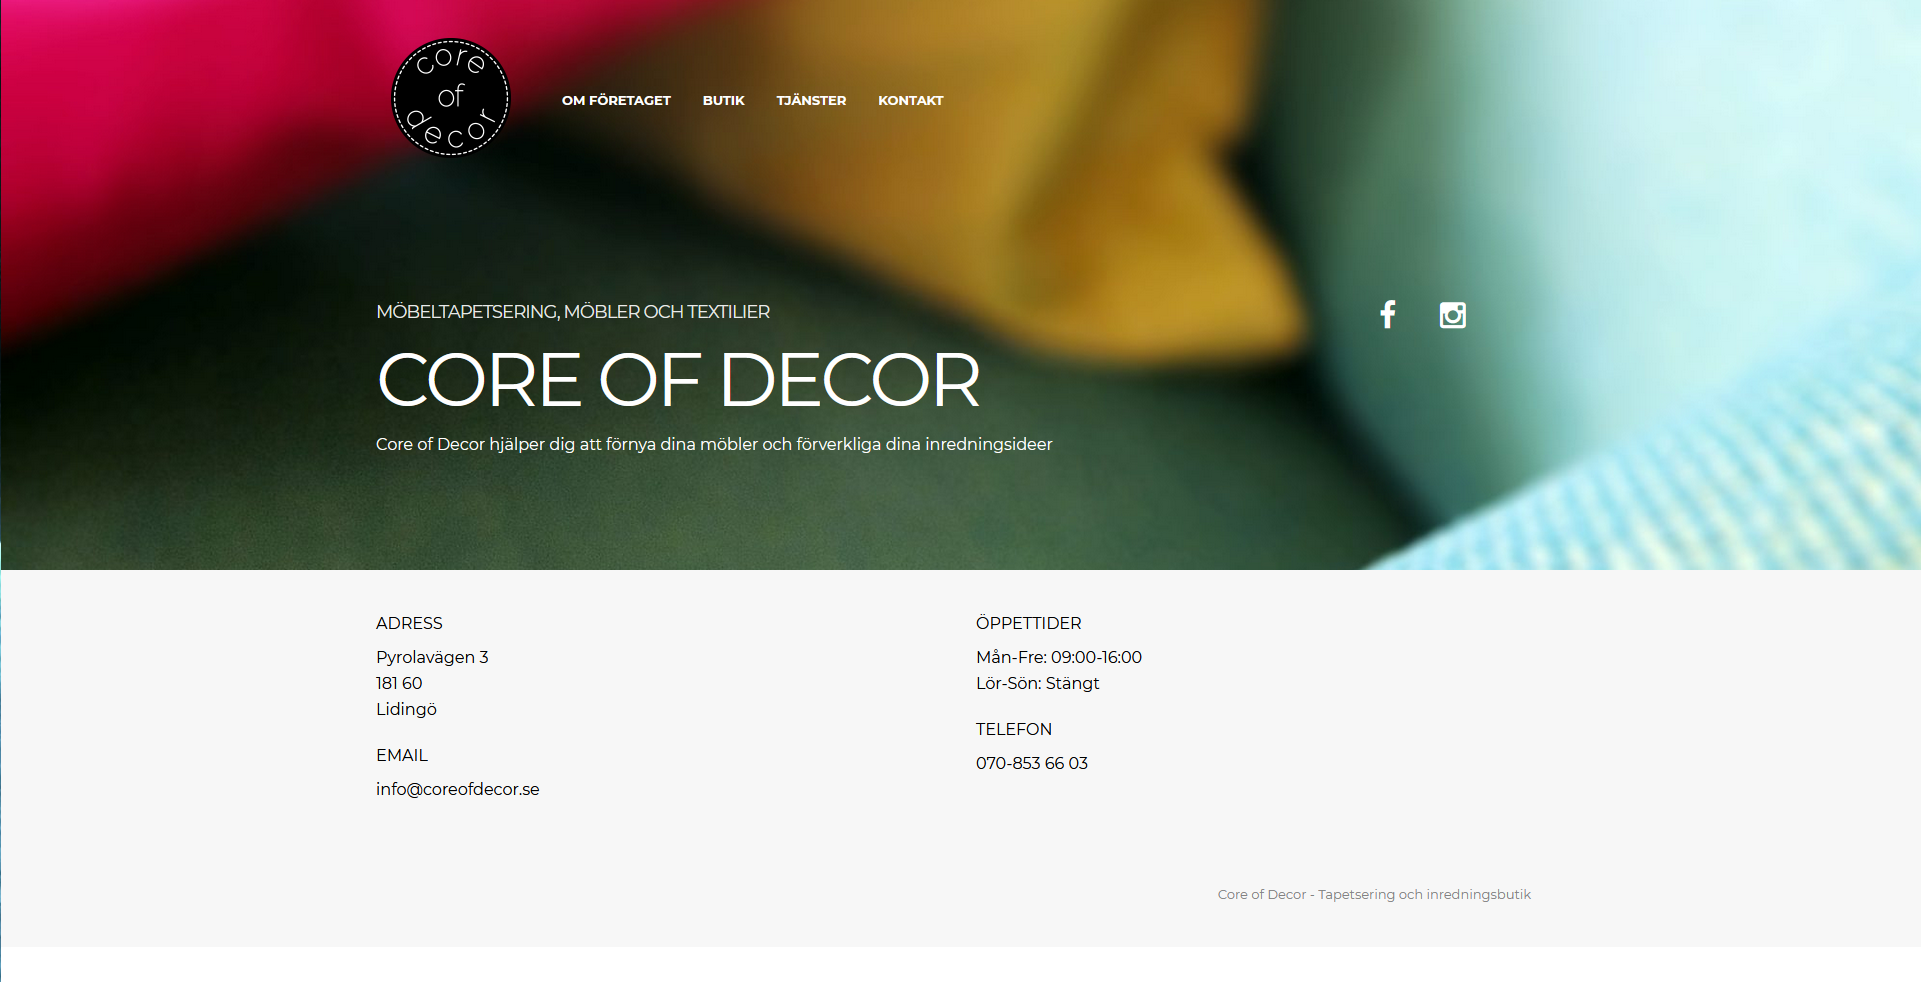 core
of
decor
OM FÖRETAGET BUTIK TJÄNSTER KONTAKT
MÖBELTAPETSERING, MÖBLER OCH TEXTILIER
CORE OF DECOR
Core of Decor hjälper dig att förnya dina möbler och förverkliga dina inredningsideer
ADRESS
Pyrolavägen 3
181 60
Lidingö
EMAIL
info@coreofdecor.se
ÖPPETTIDER
Mån-Fre: 09:00-16:00
Lör-Sön: Stängt
TELEFON
070-853 66 03
Core of Decor - Tapetsering och inredningsbutik